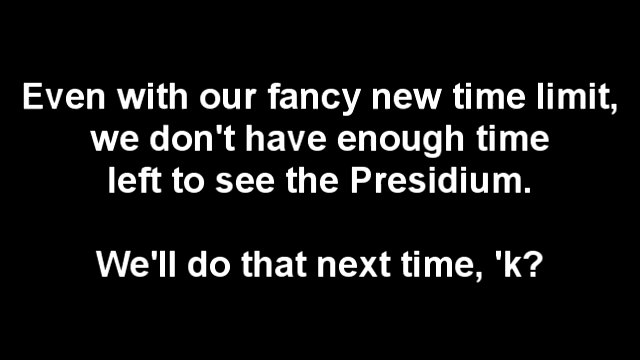 Even with our fancy new time limit,
we don't have enough time
left to see the Presidium.
We'll do that next time, 'k?